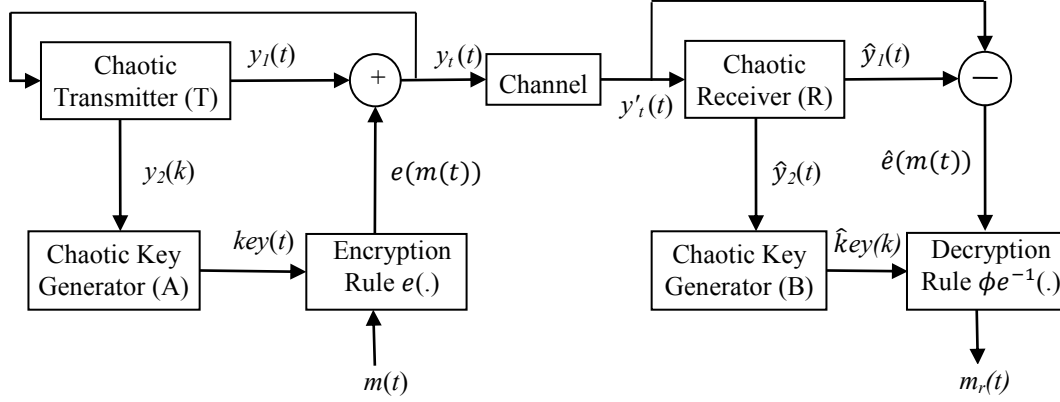 Chaotic
Transmitter (T)
y₁(t)
+
yₜ(t)
Channel
y'ₜ(t)
Chaotic
Receiver (R)
ŷ₁(t)
—
y₂(k)
e(m(t))
ŷ₂(t)
ê(m(t))
Chaotic Key
Generator (A)
key(t)
Encryption
Rule e(.)
Chaotic Key
Generator (B)
k̂ey(k)
Decryption
Rule ϕe⁻¹(.)
m(t)
mᵣ(t)